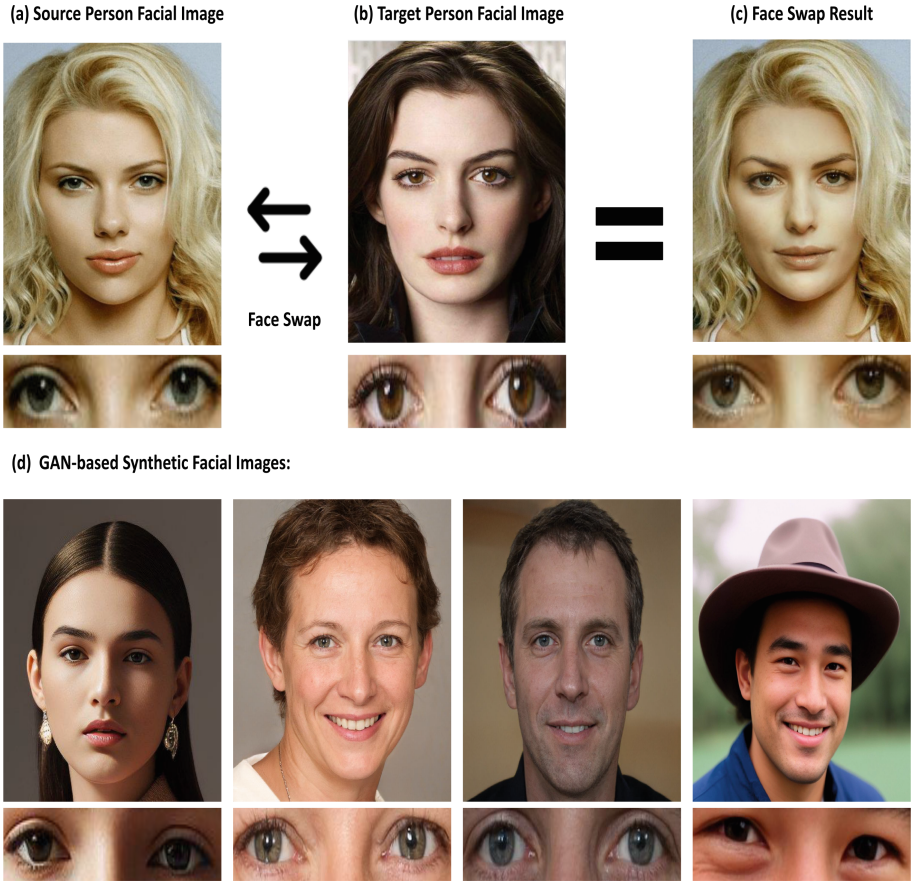 (a) Source Person Facial Image
(b) Target Person Facial Image
(c) Face Swap Result
Face Swap
(d) GAN-based Synthetic Facial Images: